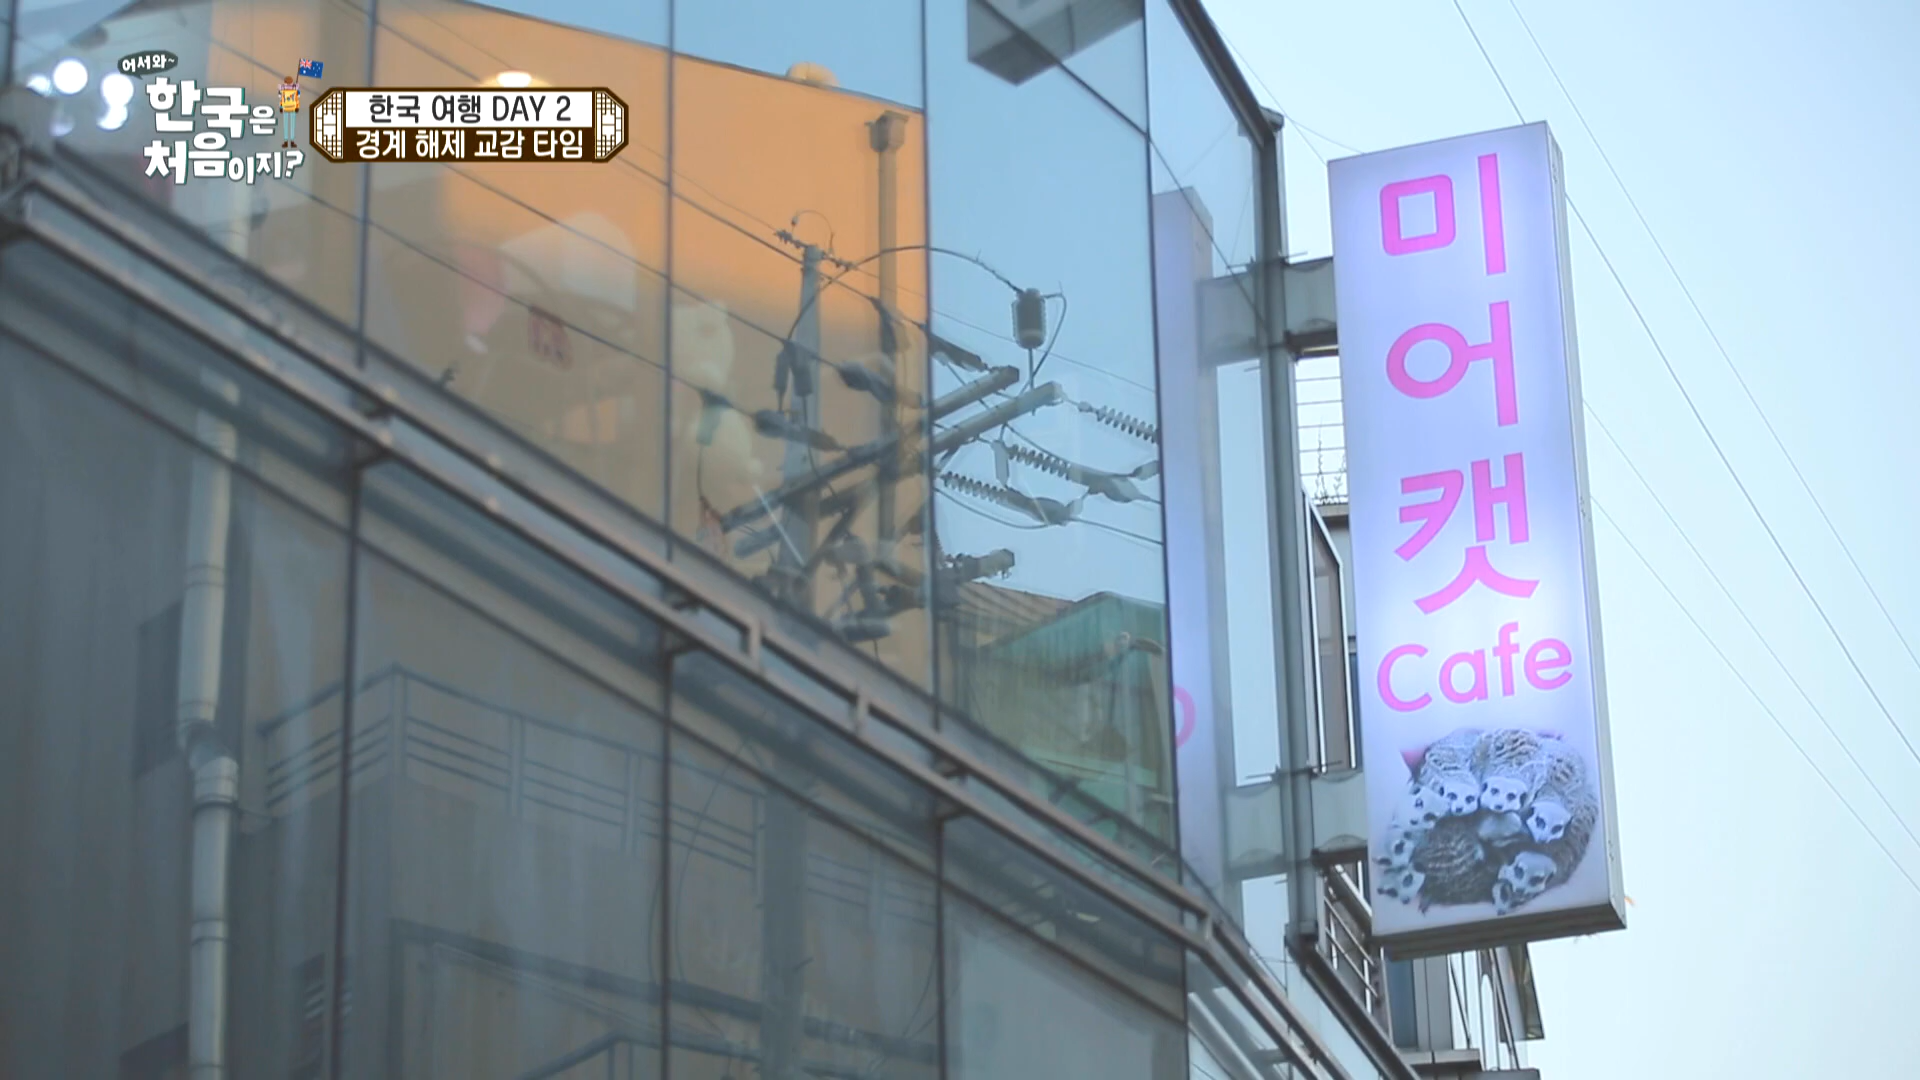 어서와~
한국은
처음이지?
한국 여행 DAY 2
경계 해제 교감 타임
미어캣
Cafe